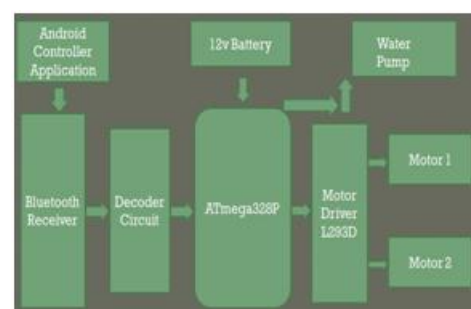 Android
Controller
Application
12v Battery
Water
Pump
Bluetooth
Receiver
Decoder
Circuit
ATmega328P
Motor
Driver
L293D
Motor 1
Motor 2